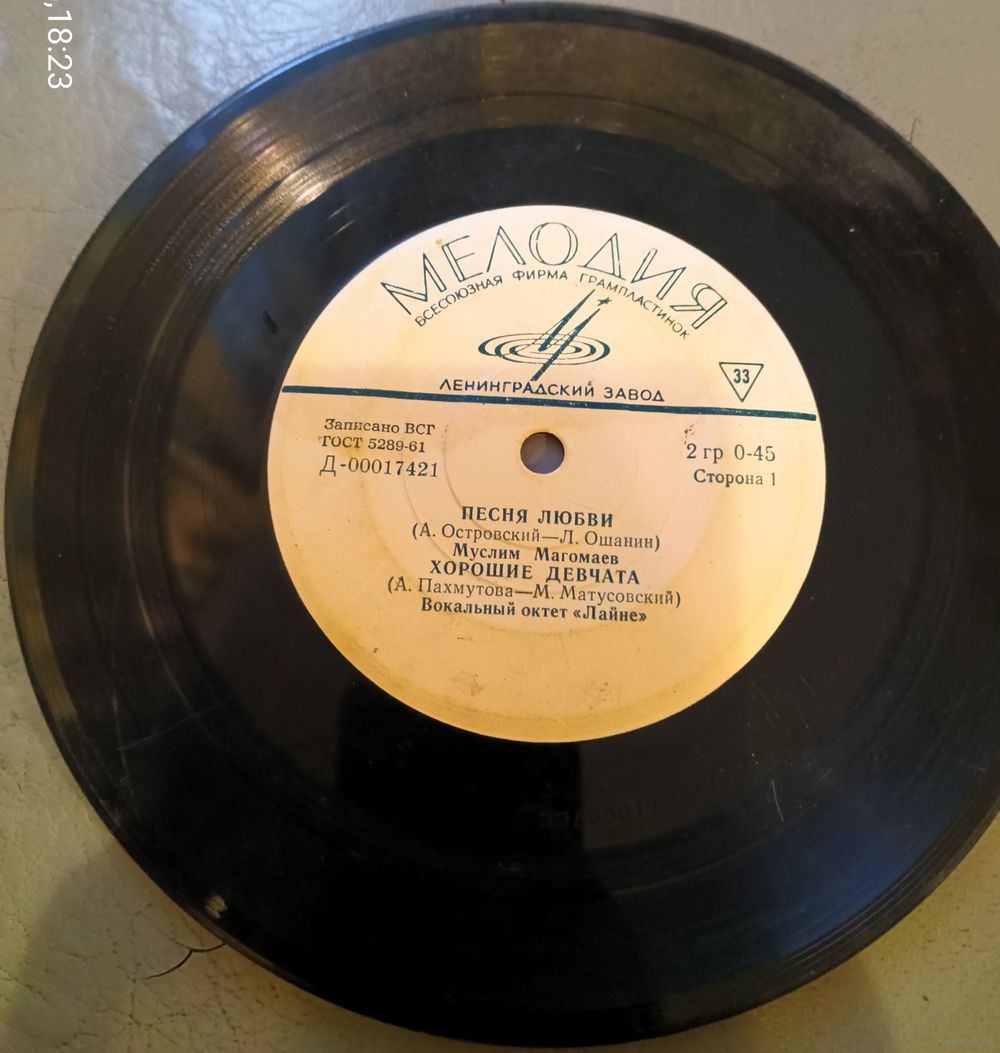 ,18:23
МЕЛОДИЯ
ВСЕСОЮЗНАЯ ФИРМА ГРАМПЛАСТИНОК
ЛЕНИНГРАДСКИЙ ЗАВОД
33
Записано ВСГ
ГОСТ 5289-61
Д-00017421
2 гр 0-45
Сторона 1
ПЕСНЯ ЛЮБВИ
(А. Островский—Л. Ошанин)
Муслим Магомаев
ХОРОШИЕ ДЕВЧАТА
(А. Пахмутова—М. Матусовский)
Вокальный октет «Лайне»